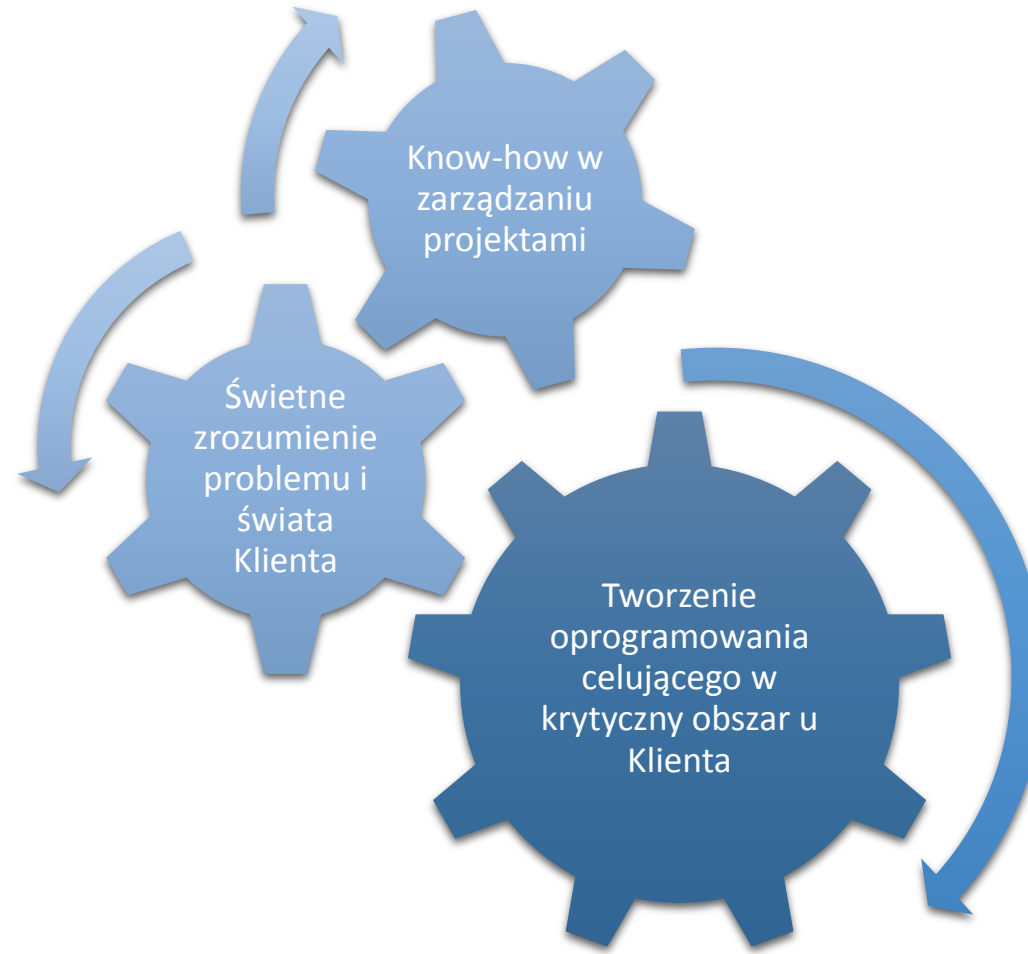 Know-how w
zarządzaniu
projektami
Świetne
zrozumienie
problemu i
świata
Klienta
Tworzenie
oprogramowania
celującego w
krytyczny obszar u
Klienta